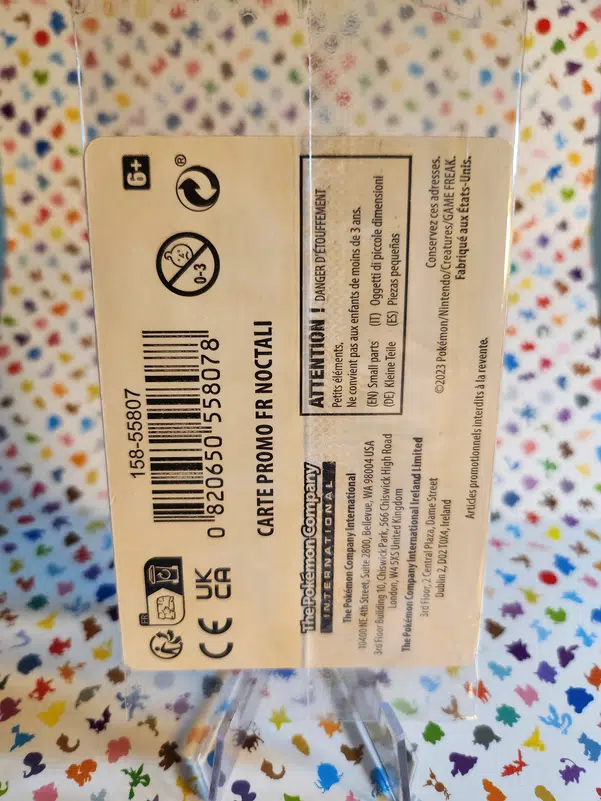 FR
CE
UK
CA
158-55807
0 820650 558078
0-3
®
6+
CARTE PROMO FR NOCTALI
The Pokémon Company
INTERNATIONAL
The Pokémon Company International
10400 NE 4th Street, Suite 2800, Bellevue, WA 98004 USA
3rd Floor Building 10, Chiswick Park, 566 Chiswick High Road
London, W4 5XS United Kingdom
The Pokémon Company International Ireland Limited
3rd Floor, 2 Central Plaza, Dame Street
Dublin 2, D02 T0X4, Ireland
ATTENTION ! DANGER D'ÉTOUFFEMENT
Petits éléments.
Ne convient pas aux enfants de moins de 3 ans.
(EN) Small parts (IT) Oggetti di piccole dimensioni
(DE) Kleine Teile (ES) Piezas pequeñas
Conservez ces adresses.
©2023 Pokémon/Nintendo/Creatures/GAME FREAK.
Fabriqué aux États-Unis.
Articles promotionnels interdits à la revente.